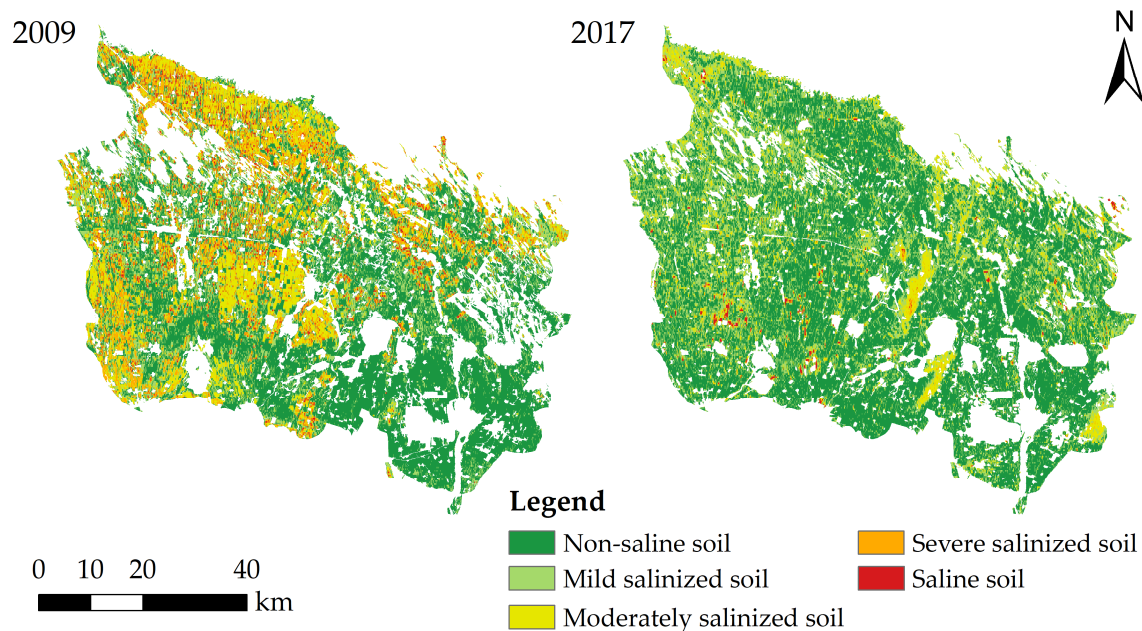 2009
2017
N
Legend
Non-saline soil
Mild salinized soil
Moderately salinized soil
Severe salinized soil
Saline soil
0 10 20 40
km